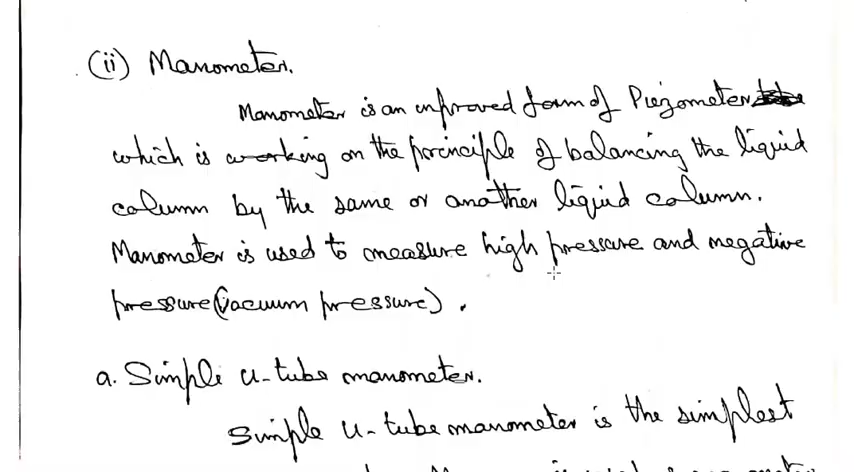 (ii) Manometer.
Manometer is an improved form of Piezometer
which is working on the principle of balancing the liquid
column by the same or another liquid column.
Manometer is used to measure high pressure and negative
pressure (Vacuum pressure).
a. Simple U-tube manometer.
Simple U-tube manometer is the simplest